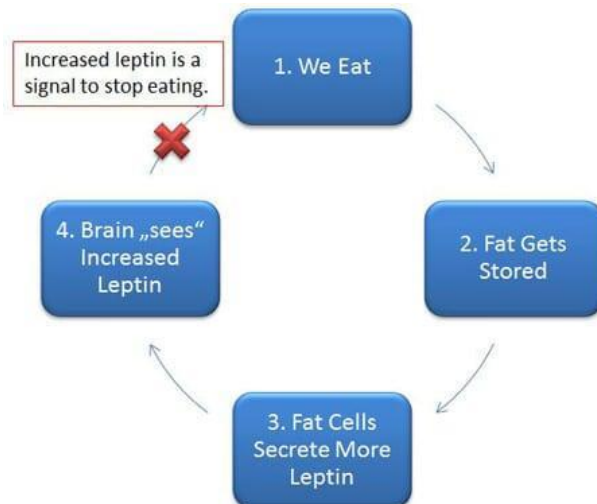 Increased leptin is a
signal to stop eating.
1. We Eat
2. Fat Gets
Stored
3. Fat Cells
Secrete More
Leptin
4. Brain „sees“
Increased
Leptin